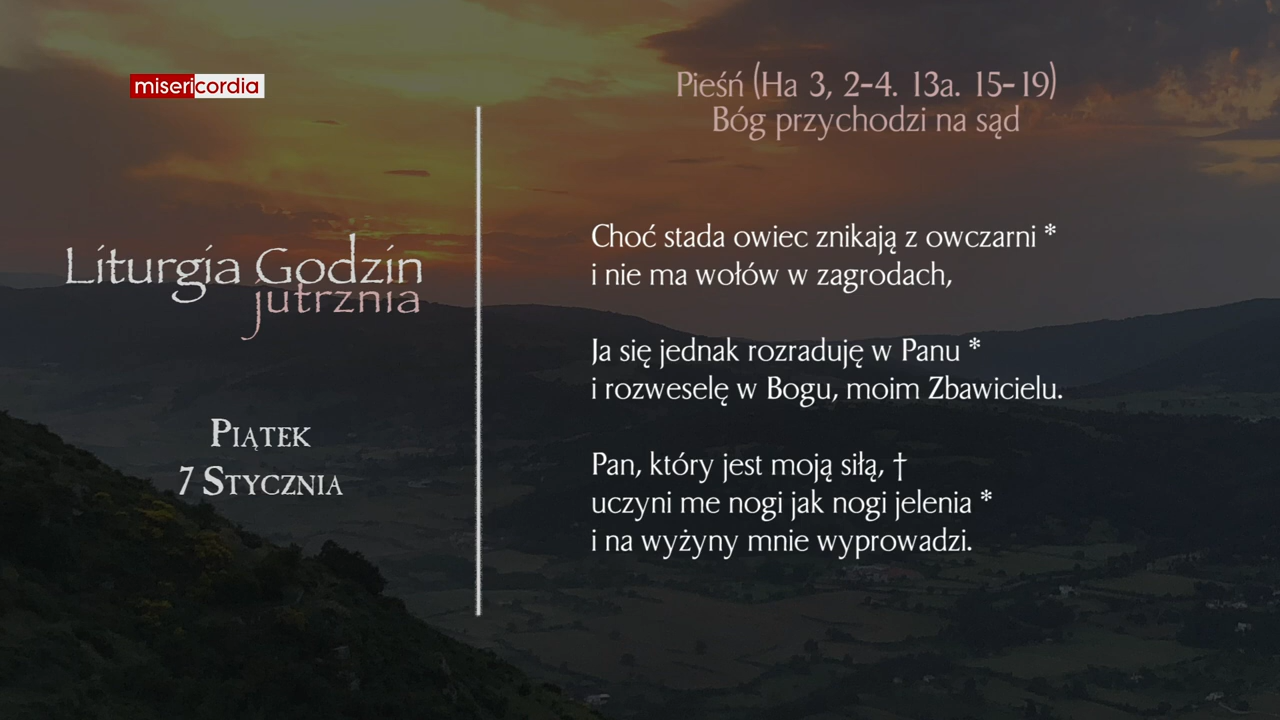 misericordia
Liturgia Godzin
jutrznia
Piątek
7 Stycznia
Pieśń (Ha 3, 2-4. 13a. 15-19)
Bóg przychodzi na sąd
Choć stada owiec znikają z owczarni *
i nie ma wołów w zagrodach,
Ja się jednak rozraduję w Panu *
i rozweselę w Bogu, moim Zbawicielu.
Pan, który jest moją siłą, †
uczyni me nogi jak nogi jelenia *
i na wyżyny mnie wyprowadzi.